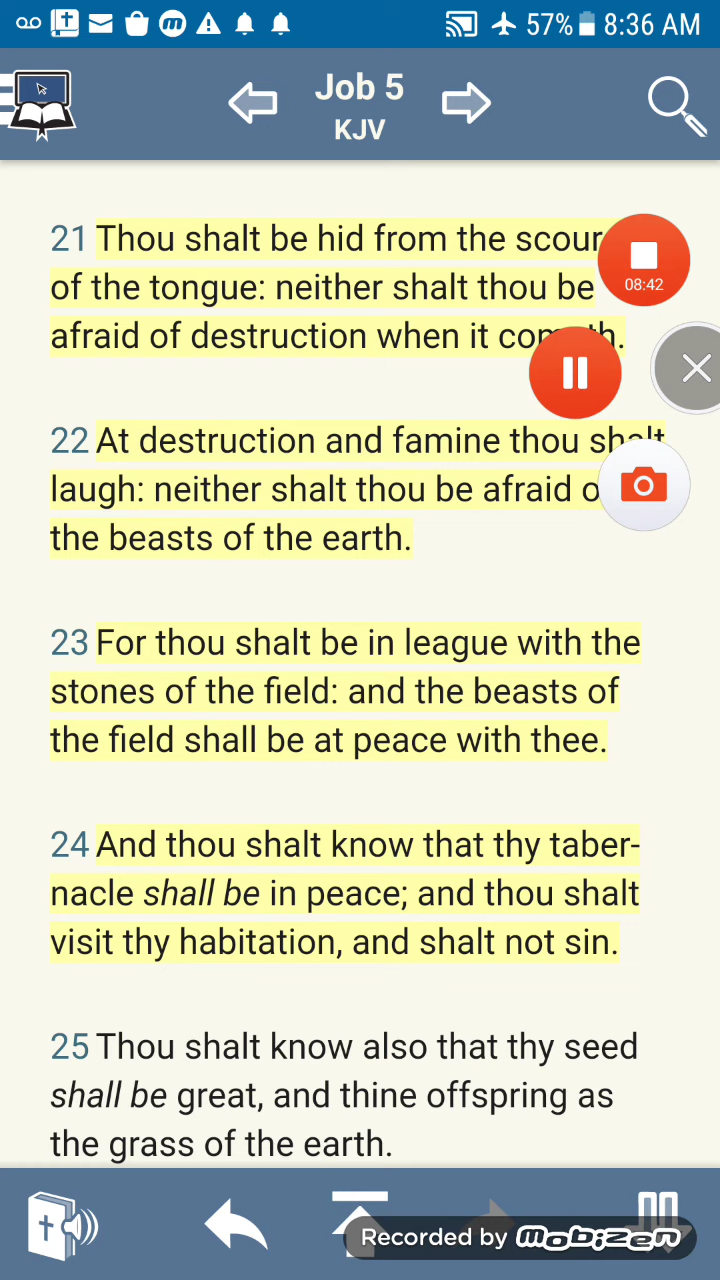 57% 8:36 AM
Job 5
KJV
21 Thou shalt be hid from the scour
of the tongue: neither shalt thou be
afraid of destruction when it cometh.
08:42
22 At destruction and famine thou shalt
laugh: neither shalt thou be afraid o
the beasts of the earth.
23 For thou shalt be in league with the
stones of the field: and the beasts of
the field shall be at peace with thee.
24 And thou shalt know that thy taber-
nacle shall be in peace; and thou shalt
visit thy habitation, and shalt not sin.
25 Thou shalt know also that thy seed
shall be great, and thine offspring as
the grass of the earth.
Recorded by mobizen